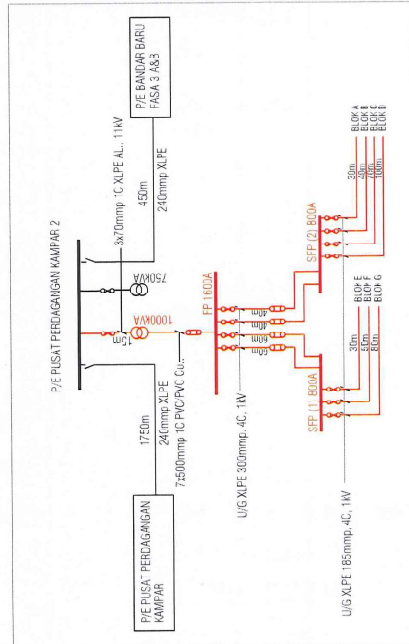 P/E PUSAT PERDAGANGAN KAMPAR 2
P/E BANDAR BARU
FASA 3 A&B
450m
240mmp XLPE
3x70mmp 1C XLPE AL., 11kV
750kVA
1000kVA
15m
1750m
240mmp XLPE
7x500mmp 1C PVC/PVC Cu.,
P/E PUSAT PERDAGANGAN
KAMPAR
FP 1600A
60m
60m
40m
40m
U/G XLPE 300mmp, 4C, 1kV
SFP (1) 800A
SFP (2) 800A
30m BLOK E
50m BLOK F
80m BLOK G
30m BLOK A
40m BLOK B
70m BLOK C
100m BLOK D
U/G XLPE 185mmp, 4C, 1kV